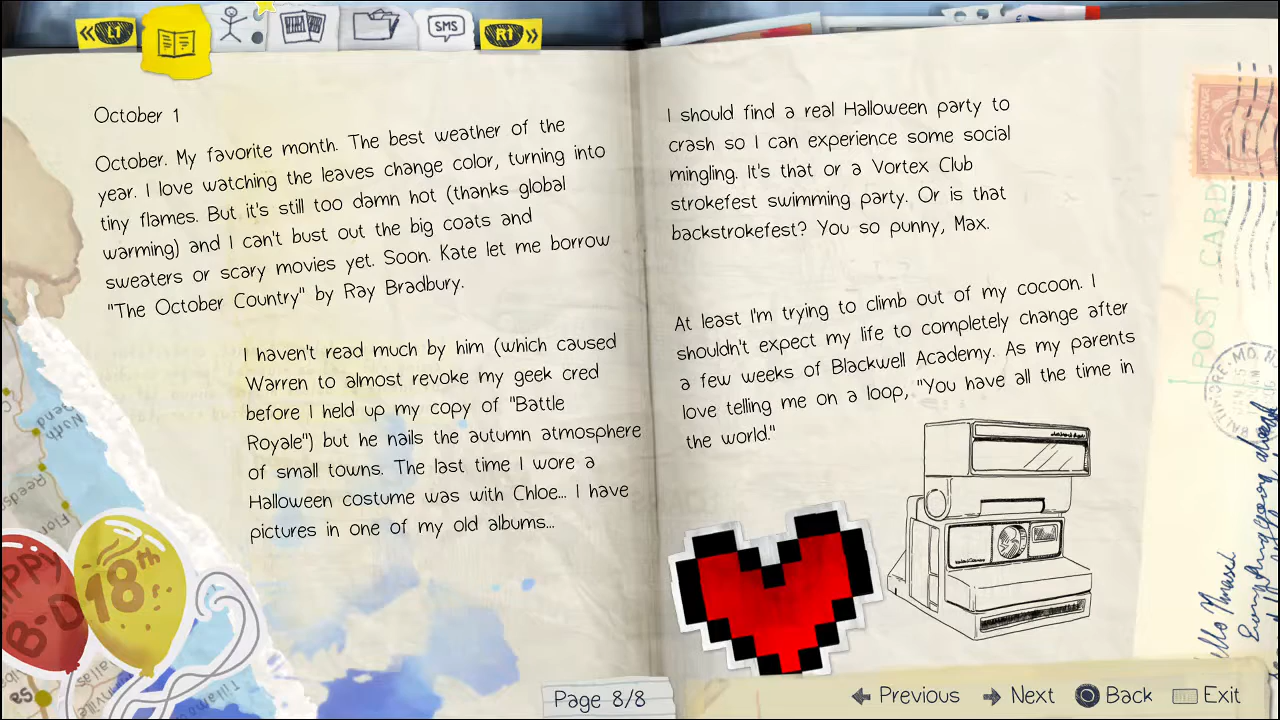 L1
SMS
R1
October 1
October. My favorite month. The best weather of the
year. I love watching the leaves change color, turning into
tiny flames. But it's still too damn hot (thanks global
warming) and I can't bust out the big coats and
sweaters or scary movies yet. Soon. Kate let me borrow
"The October Country" by Ray Bradbury.
I haven't read much by him (which caused
Warren to almost revoke my geek cred
before I held up my copy of "Battle
Royale") but he nails the autumn atmosphere
of small towns. The last time I wore a
Halloween costume was with Chloe... I have
pictures in one of my old albums...
I should find a real Halloween party to
crash so I can experience some social
mingling. It's that or a Vortex Club
strokefest swimming party. Or is that
backstrokefest? You so punny, Max.
At least I'm trying to climb out of my cocoon. I
shouldn't expect my life to completely change after
a few weeks of Blackwell Academy. As my parents
love telling me on a loop, "You have all the time in
the world."
POST CARD
North
Bend
18th
B-D
Page 8/8
Previous
Next
Back
Exit